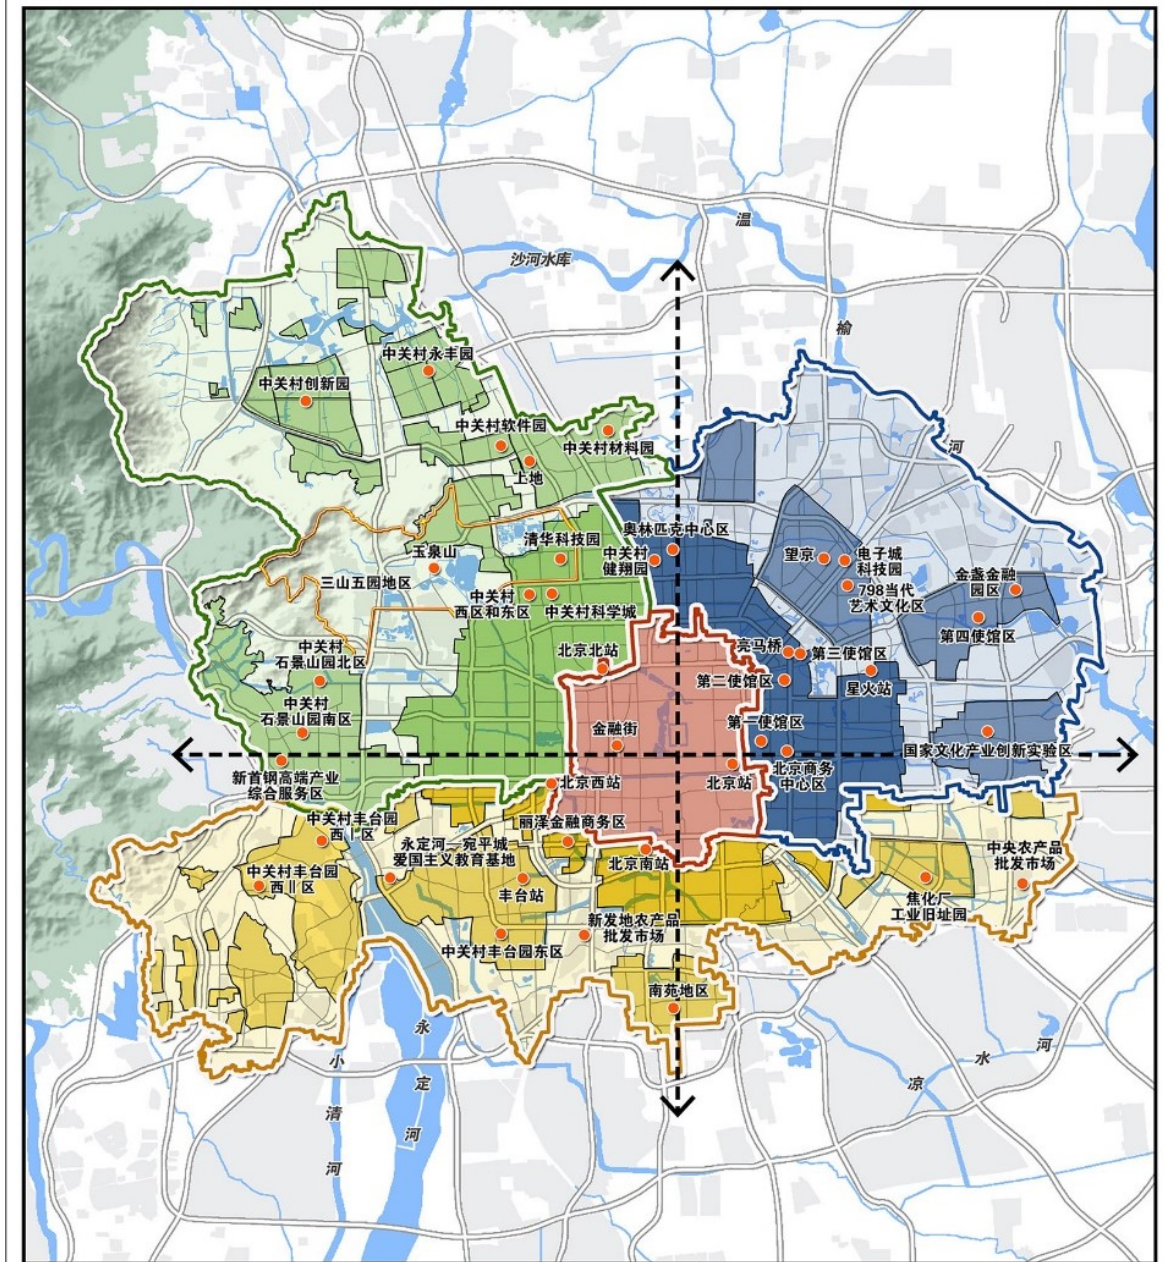 温
沙河水库
榆
中关村永丰园
中关村创新园
中关村软件园
中关村材料园
河
上地
奥林匹克中心区
清华科技园
玉泉山
中关村
健翔园
望京
电子城
科技园
三山五园地区
798当代
艺术文化区
金盏金融
园区
中关村
西区和东区
中关村科学城
第四使馆区
中关村
石景山园北区
北京北站
亮马桥
第三使馆区
第二使馆区
星火站
中关村
石景山园南区
金融街
第一使馆区
国家文化产业创新实验区
新首钢高端产业
综合服务区
北京西站
北京站
北京商务
中心区
中关村丰台园
西Ⅰ区
丽泽金融商务区
永定河—宛平城
爱国主义教育基地
北京南站
中央农产品
批发市场
中关村丰台园
西Ⅱ区
丰台站
焦化厂
工业旧址园
新发地农产品
批发市场
中关村丰台园东区
南苑地区
永
定
河
小
清
河
凉
水
河